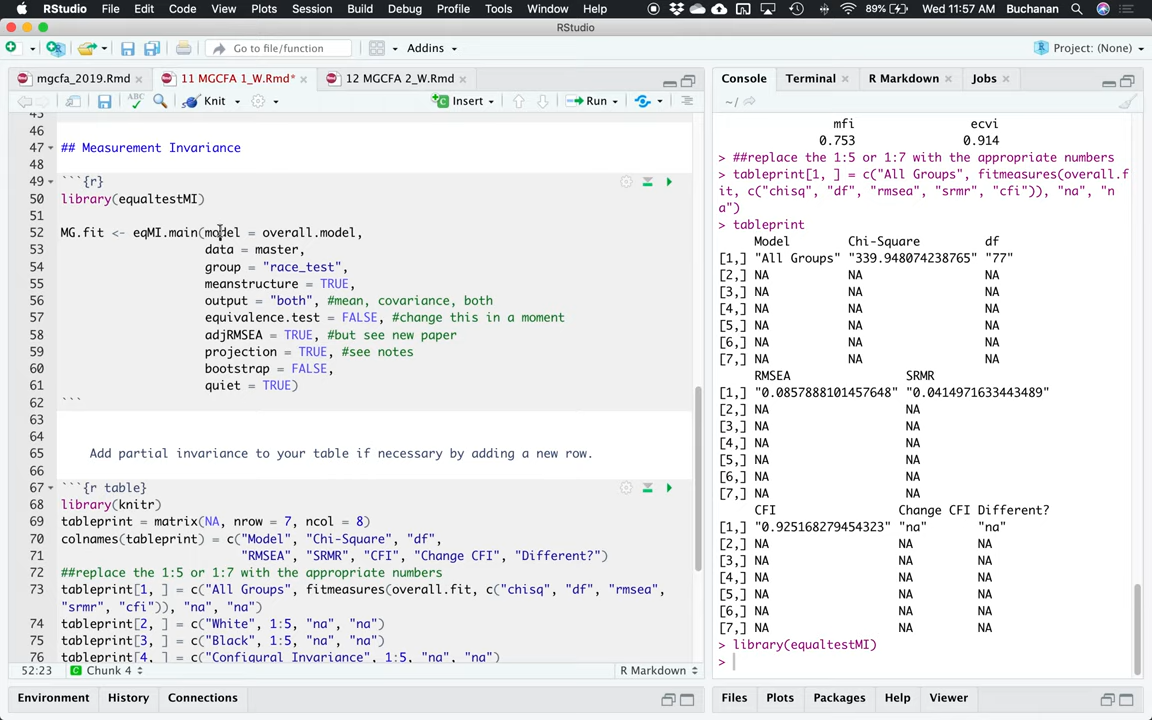 RStudio File Edit Code View Plots Session Build Debug Profile Tools Window Help 89% Wed 11:57 AM Buchanan
RStudio
Go to file/function Addins Project: (None)
mgcfa_2019.Rmd 11 MGCFA 1_W.Rmd* 12 MGCFA 2_W.Rmd
ABC Knit Insert Run
45
46
47 ## Measurement Invariance
48
49 ```{r}
50 library(equaltestMI)
51
52 MG.fit <- eqMI.main(model = overall.model,
53 data = master,
54 group = "race_test",
55 meanstructure = TRUE,
56 output = "both", #mean, covariance, both
57 equivalence.test = FALSE, #change this in a moment
58 adjRMSEA = TRUE, #but see new paper
59 projection = TRUE, #see notes
60 bootstrap = FALSE,
61 quiet = TRUE)
62 ```
63
64
65 Add partial invariance to your table if necessary by adding a new row.
66
67 ```{r table}
68 library(knitr)
69 tableprint = matrix(NA, nrow = 7, ncol = 8)
70 colnames(tableprint) = c("Model", "Chi-Square", "df",
71 "RMSEA", "SRMR", "CFI", "Change CFI", "Different?")
72 ##replace the 1:5 or 1:7 with the appropriate numbers
73 tableprint[1, ] = c("All Groups", fitmeasures(overall.fit, c("chisq", "df", "rmsea",
"srmr", "cfi")), "na", "na")
74 tableprint[2, ] = c("White", 1:5, "na", "na")
75 tableprint[3, ] = c("Black", 1:5, "na", "na")
76 tableprint[4, ] = c("Configural Invariance", 1:5, "na", "na")
52:23 Chunk 4 R Markdown
Environment History Connections
Console Terminal R Markdown Jobs
~/
mfi ecvi
0.753 0.914
> ##replace the 1:5 or 1:7 with the appropriate numbers
> tableprint[1, ] = c("All Groups", fitmeasures(overall.f
it, c("chisq", "df", "rmsea", "srmr", "cfi")), "na", "n
a")
> tableprint
Model Chi-Square df
[1,] "All Groups" "339.948074238765" "77"
[2,] NA NA NA
[3,] NA NA NA
[4,] NA NA NA
[5,] NA NA NA
[6,] NA NA NA
[7,] NA NA NA
RMSEA SRMR
[1,] "0.0857888101457648" "0.0414971633443489"
[2,] NA NA
[3,] NA NA
[4,] NA NA
[5,] NA NA
[6,] NA NA
[7,] NA NA
CFI Change CFI Different?
[1,] "0.925168279454323" "na" "na"
[2,] NA NA NA
[3,] NA NA NA
[4,] NA NA NA
[5,] NA NA NA
[6,] NA NA NA
[7,] NA NA NA
> library(equaltestMI)
>
Files Plots Packages Help Viewer